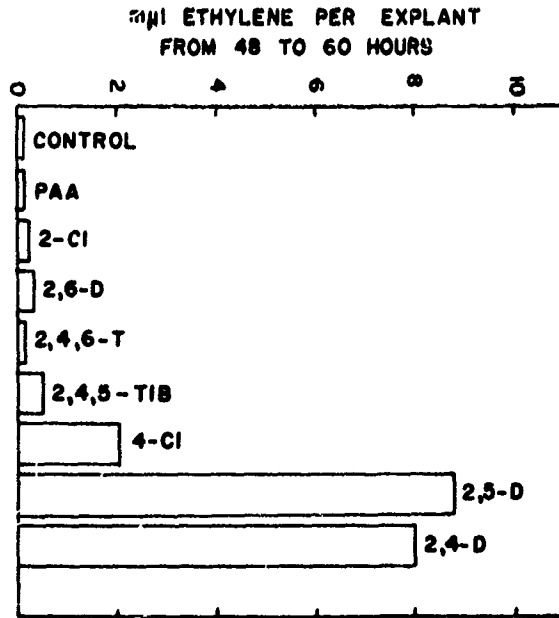 mµl ETHYLENE PER EXPLANT
FROM 48 TO 60 HOURS
0 2 4 6 8 10
CONTROL
PAA
2-Cl
2,6-D
2,4,6-T
2,4,5-TIB
4-Cl
2,5-D
2,4-D